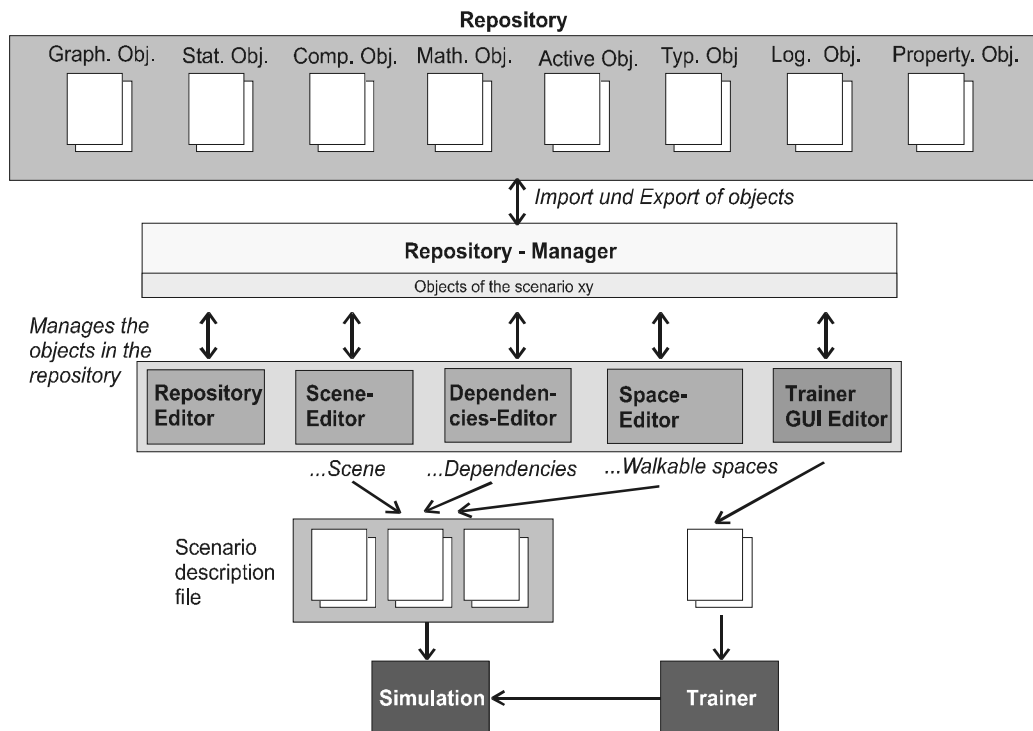 Repository
Graph. Obj. Stat. Obj. Comp. Obj. Math. Obj. Active Obj. Typ. Obj Log. Obj. Property. Obj.
Import und Export of objects
Repository - Manager
Objects of the scenario xy
Manages the
objects in the
repository
Repository
Editor
Scene-
Editor
Dependen-
cies-Editor
Space-
Editor
Trainer
GUI Editor
...Scene ...Dependencies ...Walkable spaces
Scenario
description
file
Simulation
Trainer